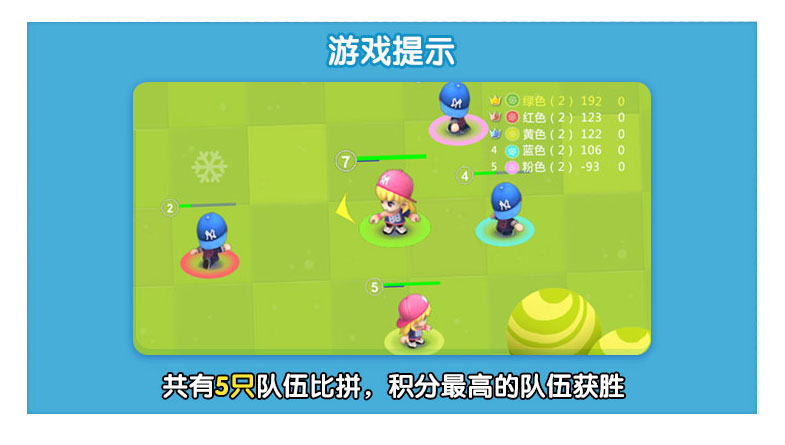 游戏提示
绿色(2) 192 0
红色(2) 123 0
黄色(2) 122 0
4 蓝色(2) 106 0
5 粉色(2) -93 0
7
4
2
88
5
共有5只队伍比拼，积分最高的队伍获胜